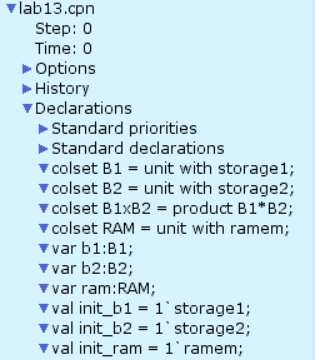 lab13.cpn
Step: 0
Time: 0
Options
History
Declarations
Standard priorities
Standard declarations
colset B1 = unit with storage1;
colset B2 = unit with storage2;
colset B1xB2 = product B1*B2;
colset RAM = unit with ramem;
var b1:B1;
var b2:B2;
var ram:RAM;
val init_b1 = 1`storage1;
val init_b2 = 1`storage2;
val init_ram = 1`ramem;